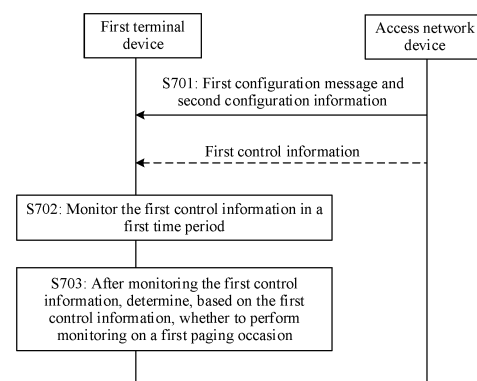 First terminal
device
Access network
device
S701: First configuration message and
second configuration information
First control information
S702: Monitor the first control information in a
first time period
S703: After monitoring the first control
information, determine, based on the first
control information, whether to perform
monitoring on a first paging occasion